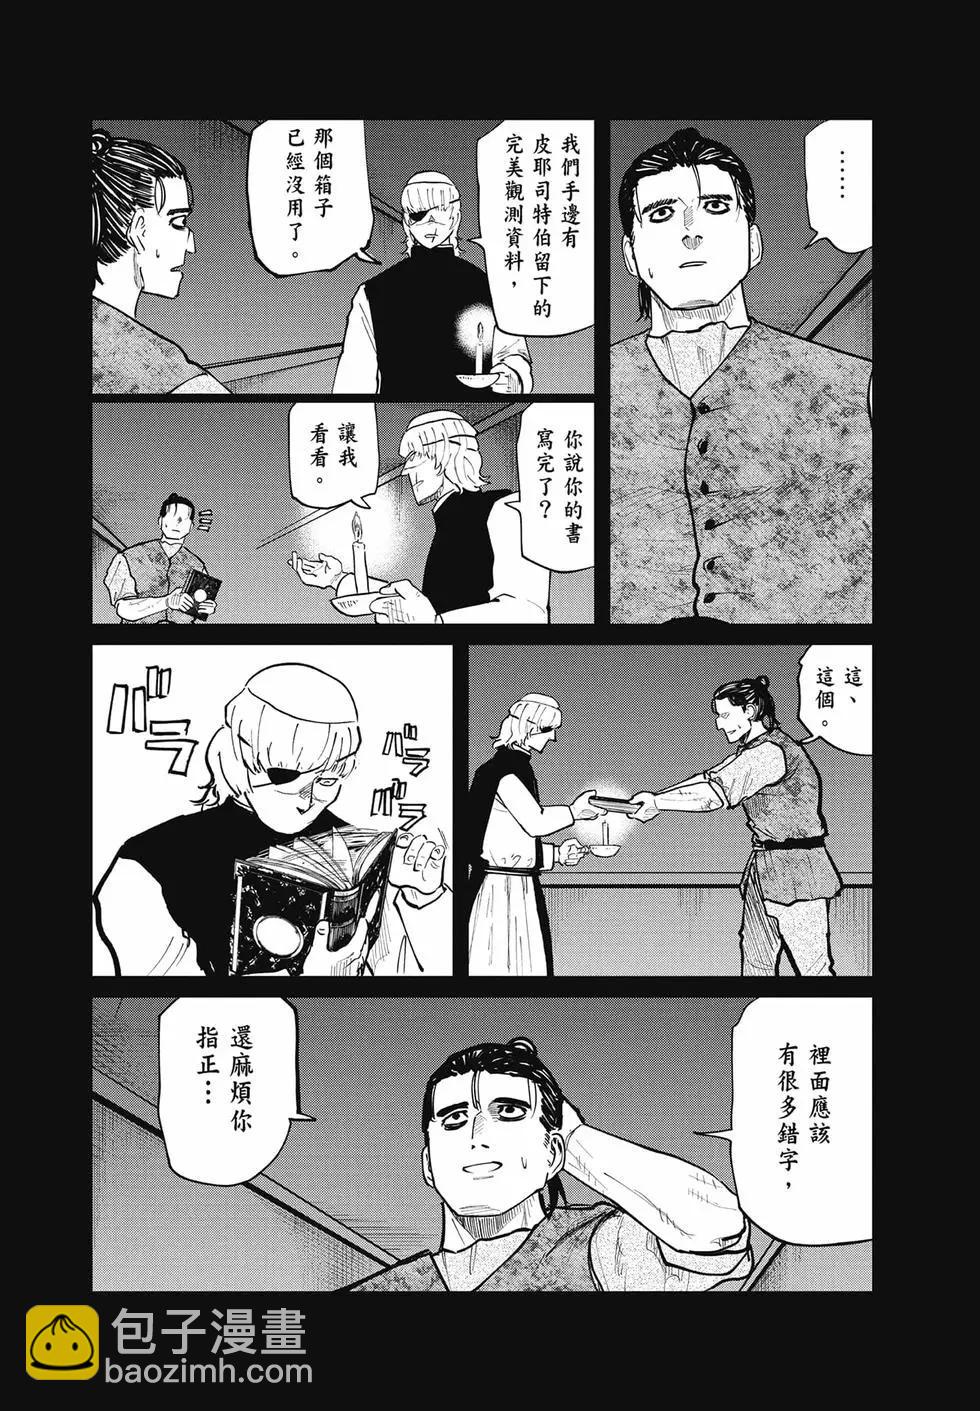 ……
我們手邊有
皮耶司特伯留下的
完美觀測資料，
那個箱子
已經沒用了。
你說你的書
寫完了？
讓我
看看。
這、
這個。
バラ
バラ
バラ
裡面應該
有很多錯字，
還麻煩你
指正…
包子漫畫
baozimh.com